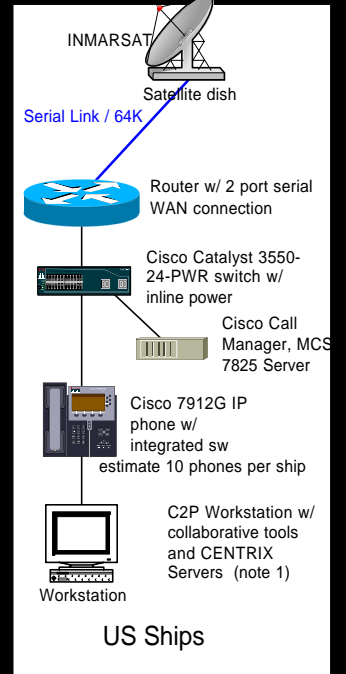 INMARSAT
Satellite dish
Serial Link / 64K
Router w/ 2 port serial
WAN connection
Cisco Catalyst 3550-
24-PWR switch w/
inline power
Cisco Call
Manager, MCS
7825 Server
Cisco 7912G IP
phone w/
integrated sw
estimate 10 phones per ship
C2P Workstation w/
collaborative tools
and CENTRIX
Servers (note 1)
Workstation
US Ships